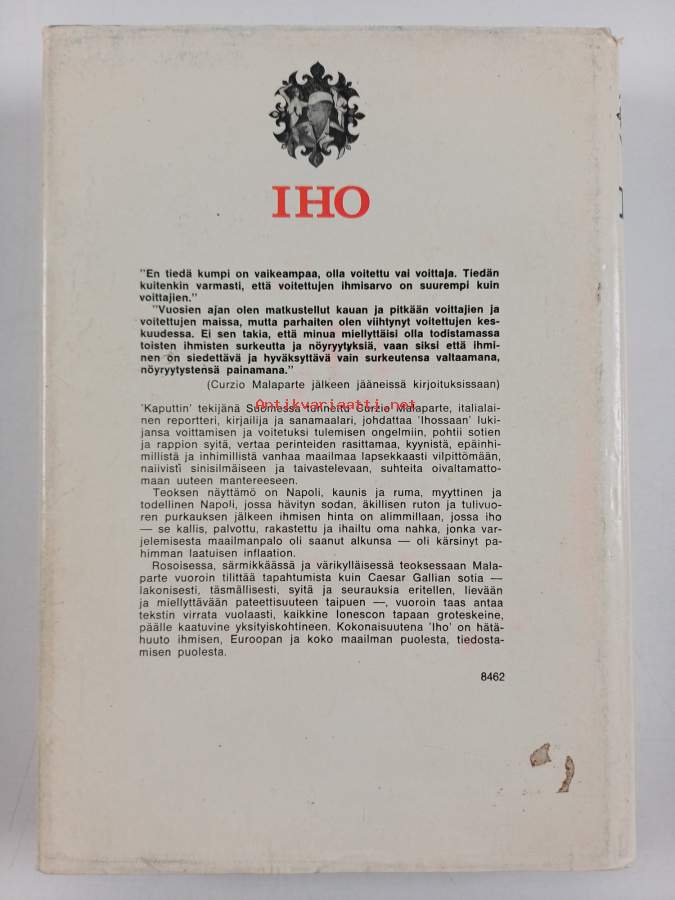 IHO
"En tiedä kumpi on vaikeampaa, olla voitettu vai voittaja. Tiedän
kuitenkin varmasti, että voitettujen ihmisarvo on suurempi kuin
voittajien."
"Vuosien ajan olen matkustellut kauan ja pitkään voittajien ja
voitettujen maissa, mutta parhaiten olen viihtynyt voitettujen kes-
kuudessa. Ei sen takia, että minua miellyttäisi olla todistamassa
toisten ihmisten surkeutta ja nöyryytyksiä, vaan siksi että ihmi-
nen on siedettävä ja hyväksyttävä vain surkeutensa valtaamana,
nöyryytystensä painamana."
(Curzio Malaparte jälkeen jääneissä kirjoituksissaan)
Antikvariaatti.net
'Kaputtin' tekijänä Suomessa tunnettu Curzio Malaparte, italialai-
nen reportteri, kirjailija ja sanamaalari, johdattaa 'Ihossaan' luki-
jansa voittamisen ja voitetuksi tulemisen ongelmiin, pohtii sotien
ja rappion syitä, vertaa perinteiden rasittamaa, kyynistä, epäinhi-
millistä ja inhimillistä vanhaa maailmaa lapsekkaasti vilpittömään,
naiivisti sinisilmäiseen ja taivastelevaan, suhteita oivaltamatto-
maan uuteen mantereeseen.
Teoksen näyttämö on Napoli, kaunis ja ruma, myyttinen ja
todellinen Napoli, jossa hävityn sodan, äkillisen ruton ja tulivuo-
ren purkauksen jälkeen ihmisen hinta on alimmillaan, jossa iho
— se kallis, palvottu, rakastettu ja ihailtu oma nahka, jonka var-
jelemisesta maailmanpalo oli saanut alkunsa — oli kärsinyt pa-
himman laatuisen inflaation.
Rosoisessa, särmikkäässä ja värikylläisessä teoksessaan Mala-
parte vuoroin tilittää tapahtumista kuin Caesar Gallian sotia —
lakonisesti, täsmällisesti, syitä ja seurauksia eritellen, lievään
ja miellyttävään pateettisuuteen taipuen —, vuoroin taas antaa
tekstin virrata vuolaasti, kaikkine Ionescon tapaan groteskeine,
päälle kaatuvine yksityiskohtineen. Kokonaisuutena 'Iho' on hätä-
huuto ihmisen, Euroopan ja koko maailman puolesta, tiedosta-
misen puolesta.
8462